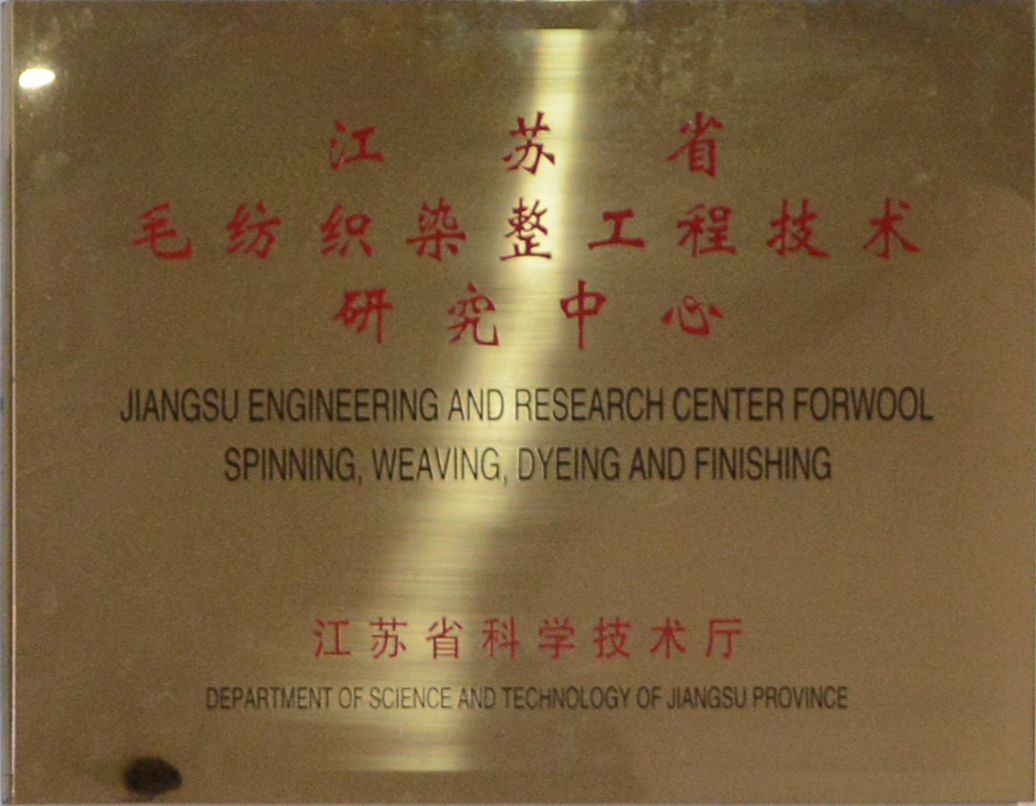 江苏省
毛纺织染整工程技术
研究中心
JIANGSU ENGINEERING AND RESEARCH CENTER FORWOOL
SPINNING, WEAVING, DYEING AND FINISHING
江苏省科学技术厅
DEPARTMENT OF SCIENCE AND TECHNOLOGY OF JIANGSU PROVINCE